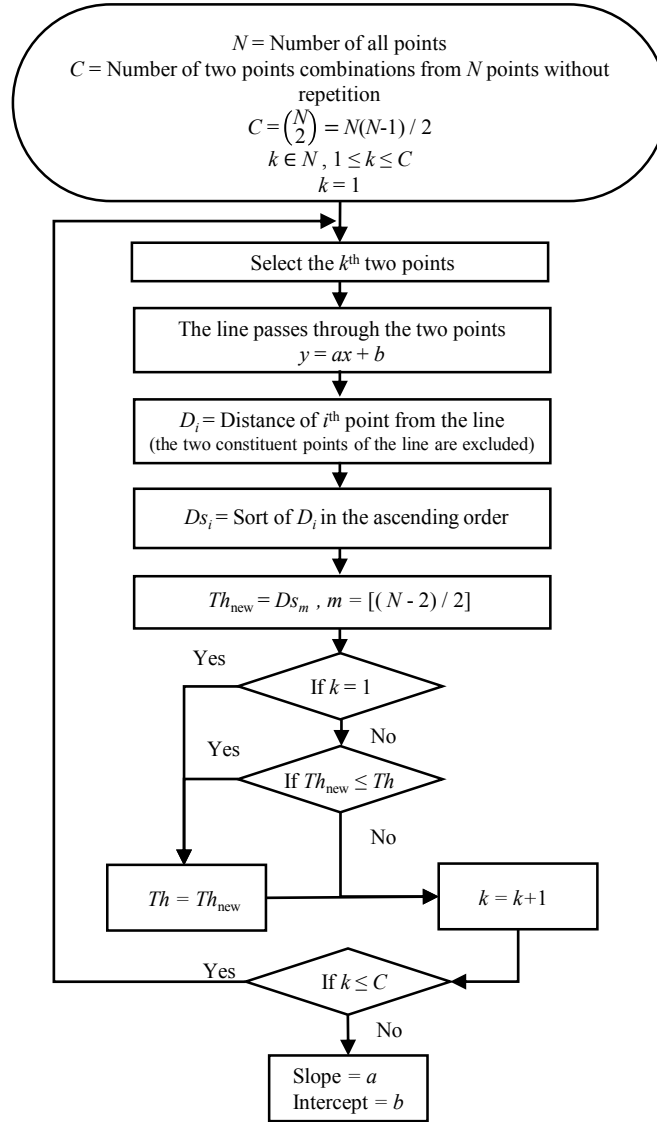 N = Number of all points
C = Number of two points combinations from N points without
repetition
C = (N 2) = N(N-1) / 2
k ∈ N , 1 ≤ k ≤ C
k = 1
Select the kth two points
The line passes through the two points
y = ax + b
Di = Distance of ith point from the line
(the two constituent points of the line are excluded)
Dsi = Sort of Di in the ascending order
Thnew = Dsm , m = [( N - 2) / 2]
Yes
If k = 1
No
Yes
If Thnew ≤ Th
No
Th = Thnew
k = k+1
Yes
If k ≤ C
No
Slope = a
Intercept = b